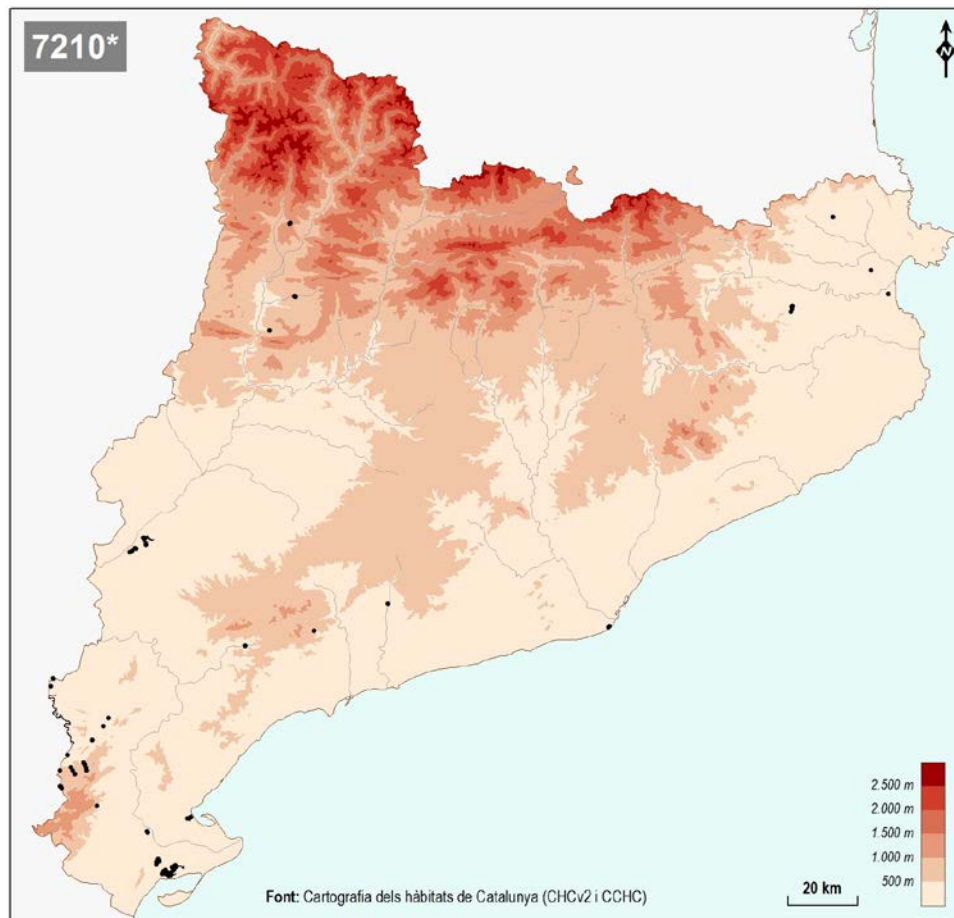 7210*
N
2.500 m
2.000 m
1.500 m
1.000 m
500 m
20 km
Font: Cartografia dels hàbitats de Catalunya (CHCv2 i CCHC)